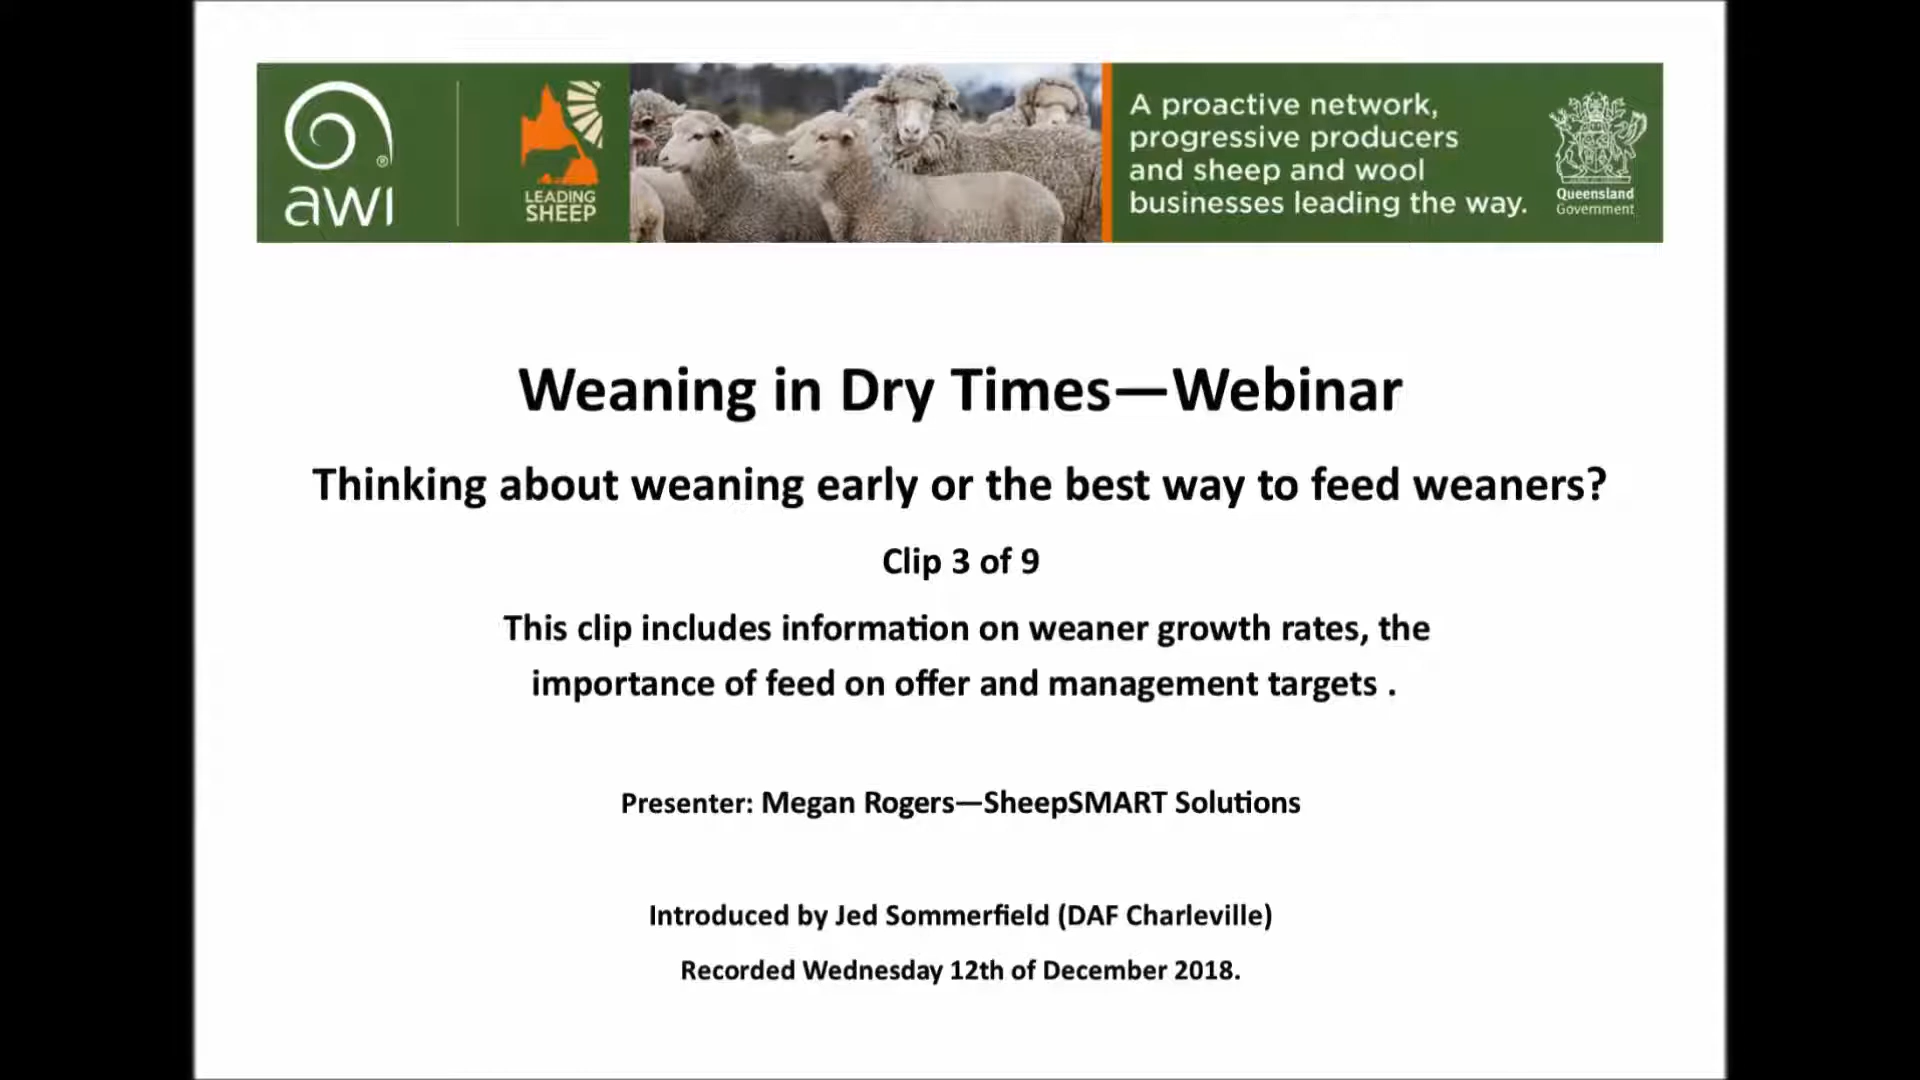 awi
®
LEADING
SHEEP
A proactive network,
progressive producers
and sheep and wool
businesses leading the way.
Queensland
Government
Weaning in Dry Times—Webinar
Thinking about weaning early or the best way to feed weaners?
Clip 3 of 9
This clip includes information on weaner growth rates, the
importance of feed on offer and management targets .
Presenter: Megan Rogers—SheepSMART Solutions
Introduced by Jed Sommerfield (DAF Charleville)
Recorded Wednesday 12th of December 2018.